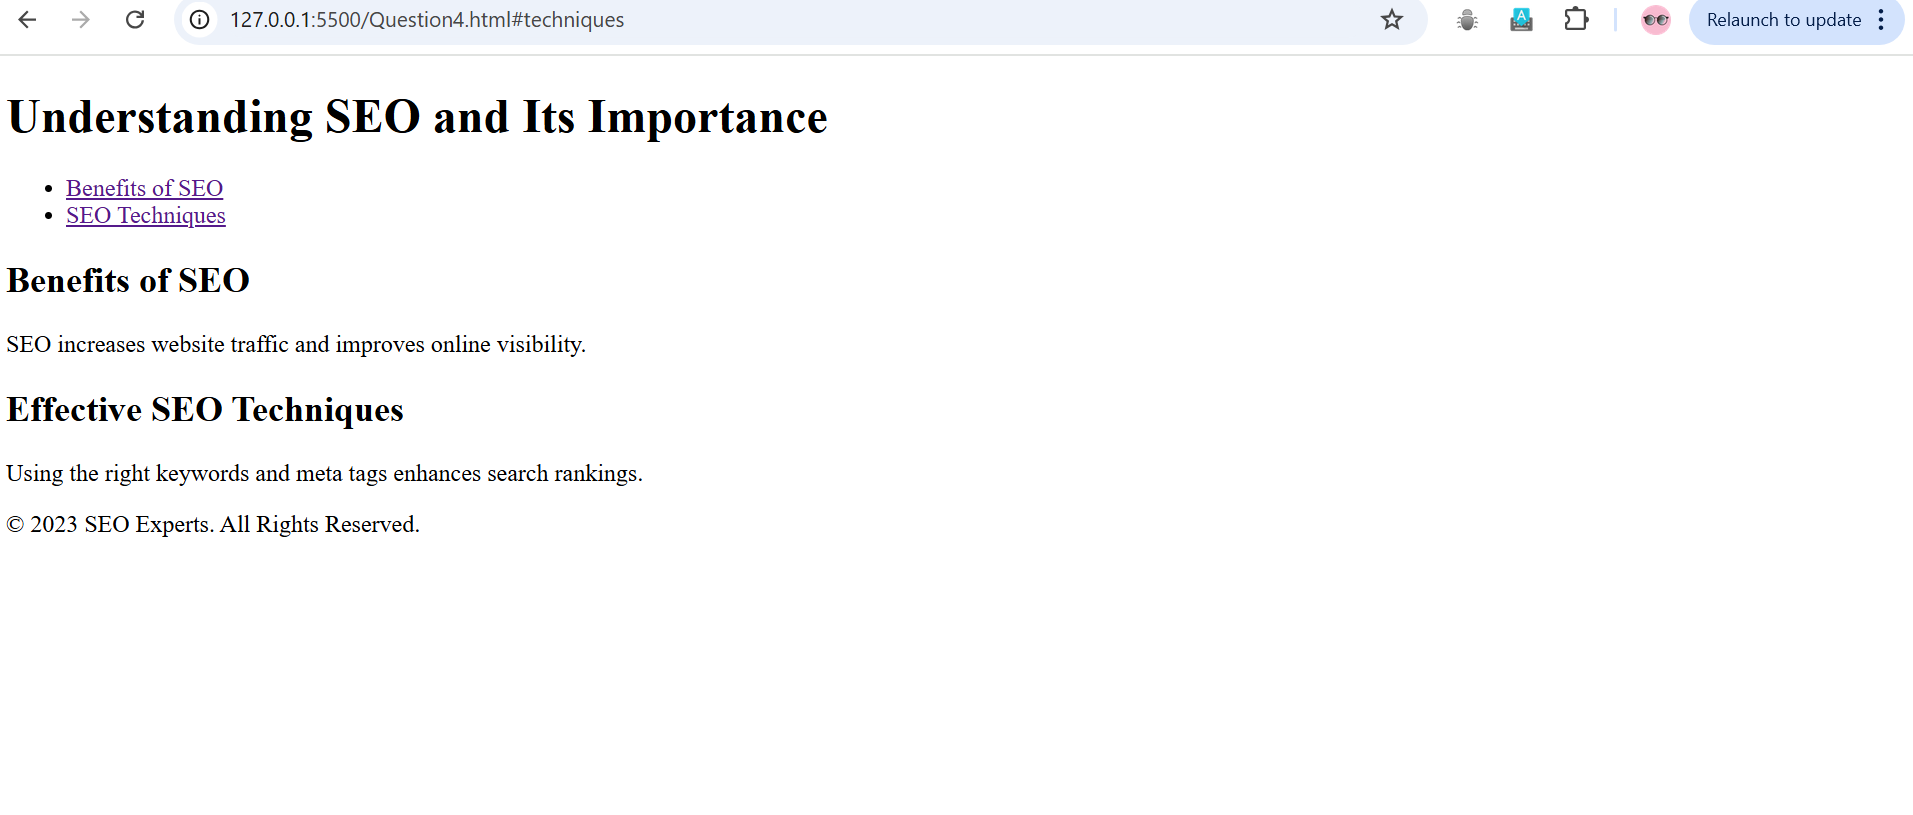 127.0.0.1:5500/Question4.html#techniques
A
Relaunch to update
Understanding SEO and Its Importance
Benefits of SEO
SEO Techniques
Benefits of SEO
SEO increases website traffic and improves online visibility.
Effective SEO Techniques
Using the right keywords and meta tags enhances search rankings.
© 2023 SEO Experts. All Rights Reserved.